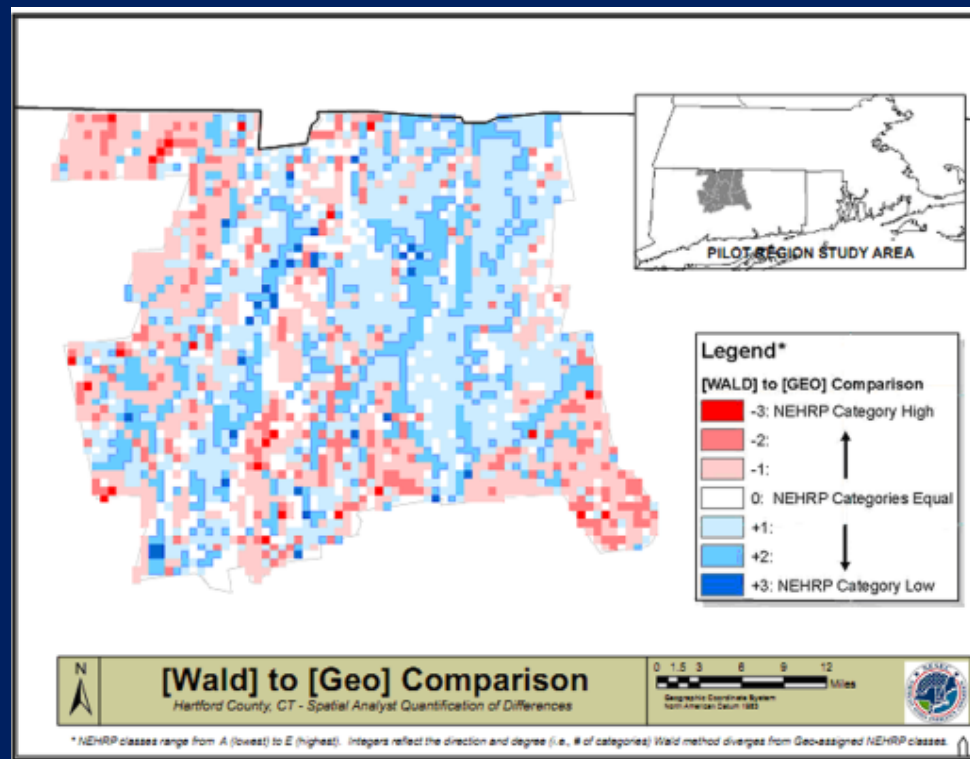 PILOT REGION STUDY AREA
Legend*
[WALD] to [GEO] Comparison
-3: NEHRP Category High
-2:
-1:
0: NEHRP Categories Equal
+1:
+2:
+3: NEHRP Category Low
N
[Wald] to [Geo] Comparison
Hartford County, CT - Spatial Analyst Quantification of Differences
0 1.5 3 6 9 12
Miles
Geographic Coordinate System
North American Datum 1983
* NEHRP classes range from A (lowest) to E (highest). Integers reflect the direction and degree (i.e., # of categories) Wald method diverges from Geo-assigned NEHRP classes.